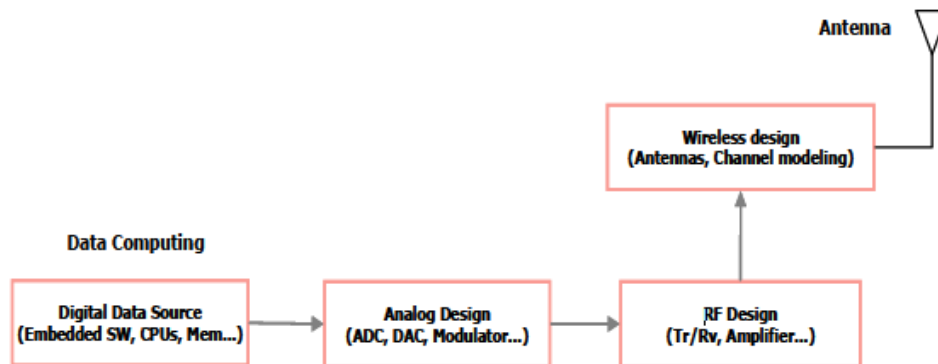 Antenna
Wireless design
(Antennas, Channel modeling)
Data Computing
Digital Data Source
(Embedded SW, CPUs, Mem...)
Analog Design
(ADC, DAC, Modulator...)
RF Design
(Tr/Rv, Amplifier...)